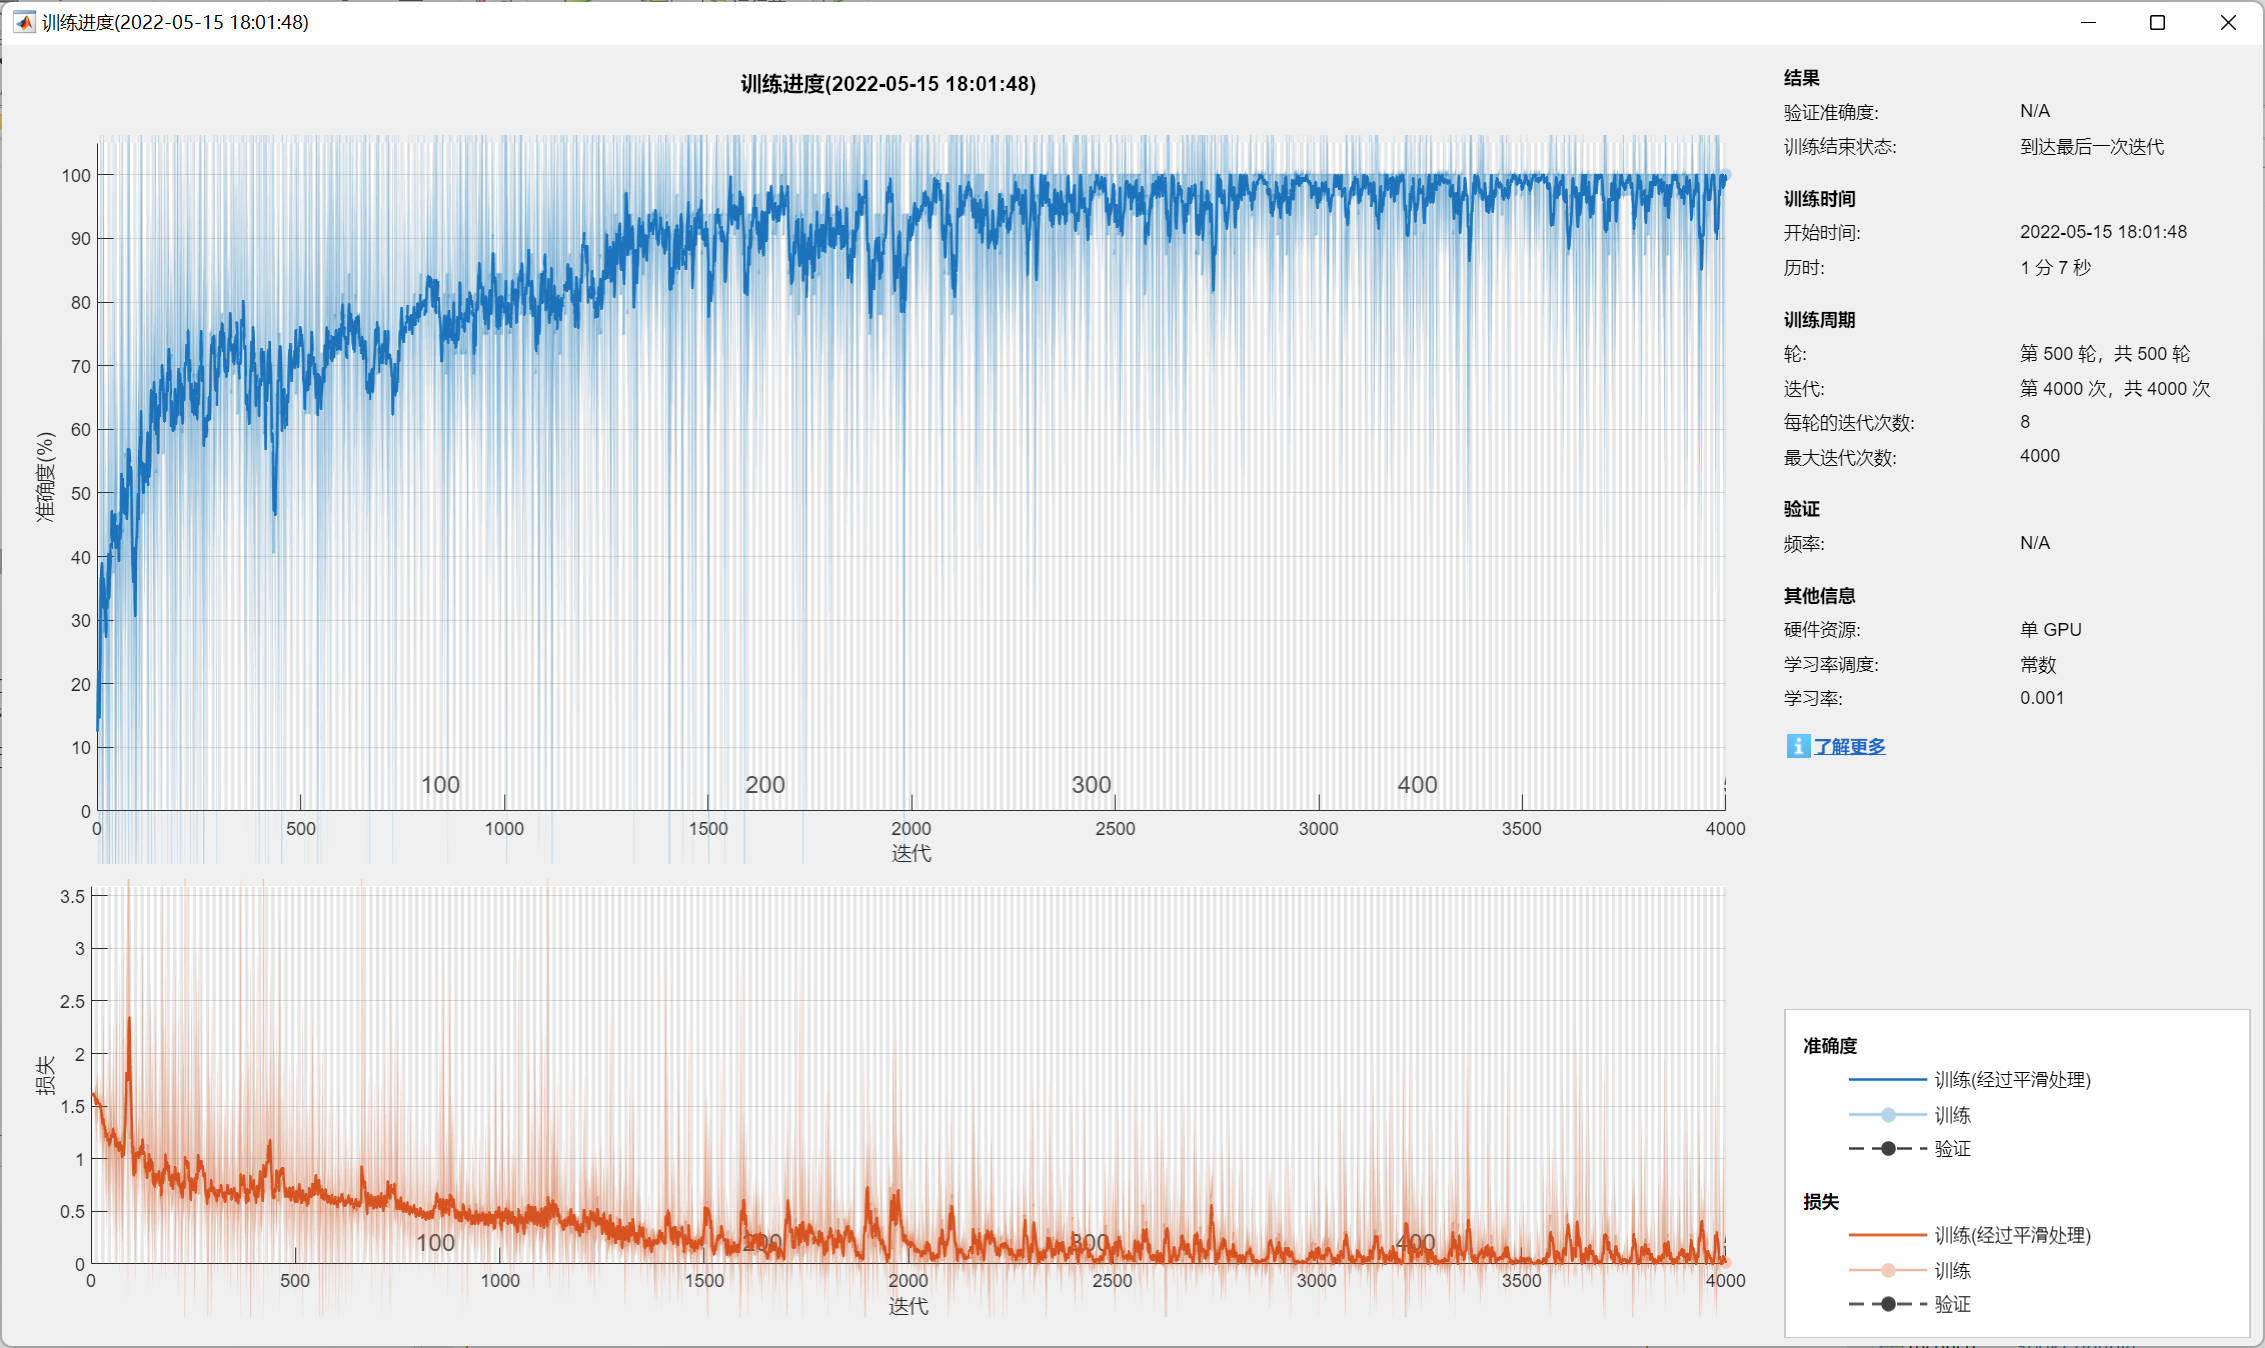 训练进度(2022-05-15 18:01:48)
训练进度(2022-05-15 18:01:48)
准确度(%)
100
90
80
70
60
50
40
30
20
10
0
100 200 300 400
0 500 1000 1500 2000 2500 3000 3500 4000
迭代
损失
3.5
3
2.5
2
1.5
1
0.5
0
100 200 300 400
0 500 1000 1500 2000 2500 3000 3500 4000
迭代
结果
验证准确度: N/A
训练结束状态: 到达最后一次迭代
训练时间
开始时间: 2022-05-15 18:01:48
历时: 1 分 7 秒
训练周期
轮: 第 500 轮，共 500 轮
迭代: 第 4000 次，共 4000 次
每轮的迭代次数: 8
最大迭代次数: 4000
验证
频率: N/A
其他信息
硬件资源: 单 GPU
学习率调度: 常数
学习率: 0.001
了解更多
准确度
训练(经过平滑处理)
训练
验证
损失
训练(经过平滑处理)
训练
验证